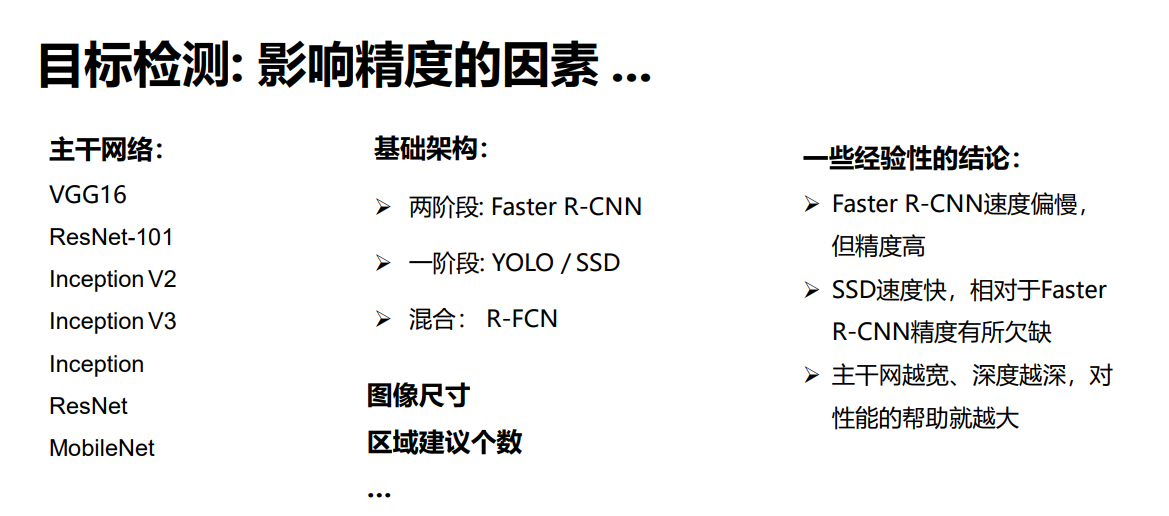 目标检测: 影响精度的因素 ...
主干网络：
VGG16
ResNet-101
Inception V2
Inception V3
Inception
ResNet
MobileNet
基础架构：
➢ 两阶段: Faster R-CNN
➢ 一阶段: YOLO / SSD
➢ 混合： R-FCN
图像尺寸
区域建议个数
...
一些经验性的结论：
➢ Faster R-CNN速度偏慢，
但精度高
➢ SSD速度快，相对于Faster
R-CNN精度有所欠缺
➢ 主干网越宽、深度越深，对
性能的帮助就越大